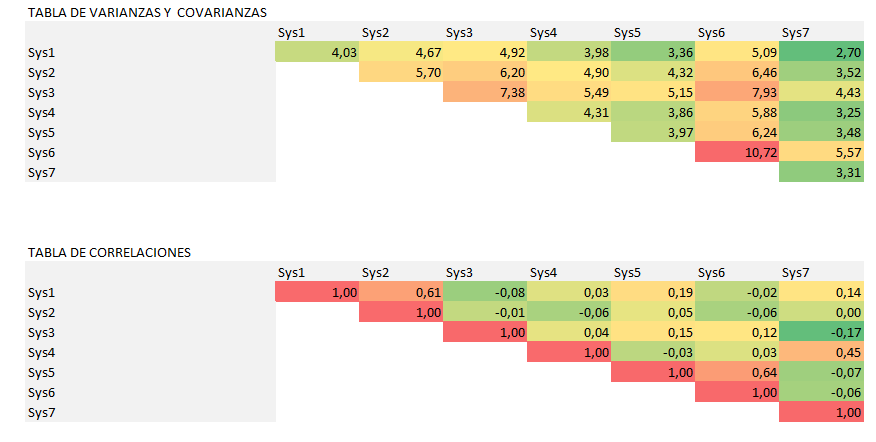 TABLA DE VARIANZAS Y  COVARIANZAS
Sys1 Sys2 Sys3 Sys4 Sys5 Sys6 Sys7
Sys1 4,03 4,67 4,92 3,98 3,36 5,09 2,70
Sys2 5,70 6,20 4,90 4,32 6,46 3,52
Sys3 7,38 5,49 5,15 7,93 4,43
Sys4 4,31 3,86 5,88 3,25
Sys5 3,97 6,24 3,48
Sys6 10,72 5,57
Sys7 3,31
TABLA DE CORRELACIONES
Sys1 Sys2 Sys3 Sys4 Sys5 Sys6 Sys7
Sys1 1,00 0,61 -0,08 0,03 0,19 -0,02 0,14
Sys2 1,00 -0,01 -0,06 0,05 -0,06 0,00
Sys3 1,00 0,04 0,15 0,12 -0,17
Sys4 1,00 -0,03 0,03 0,45
Sys5 1,00 0,64 -0,07
Sys6 1,00 -0,06
Sys7 1,00